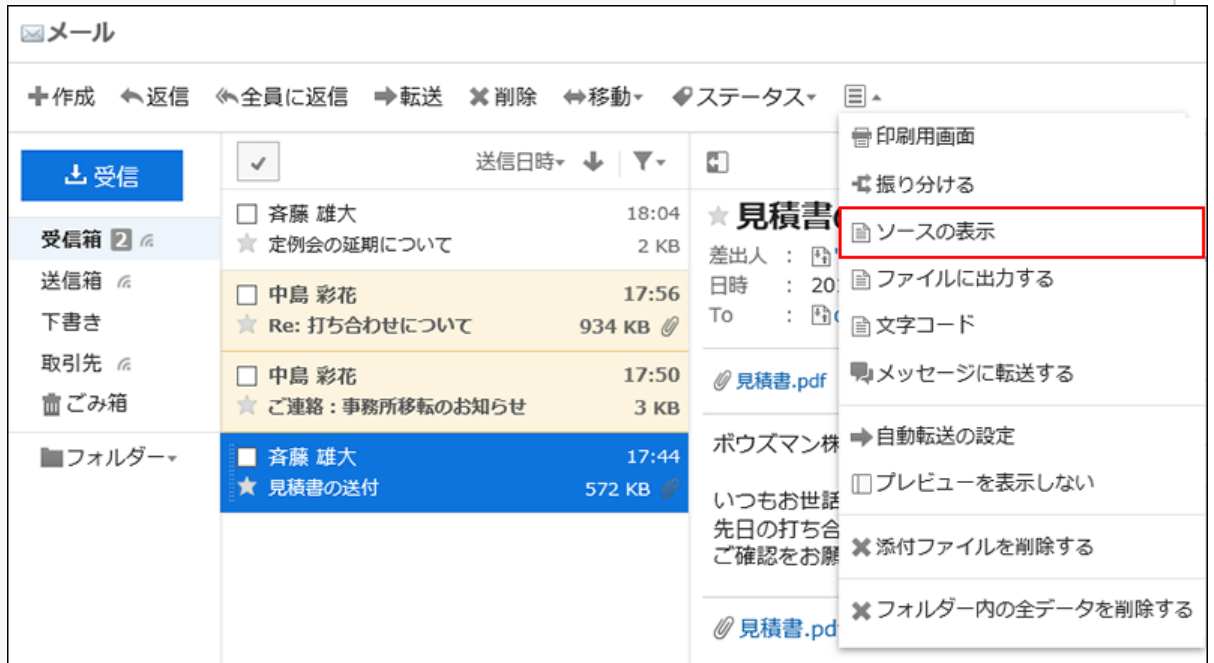 メール
作成 返信 全員に返信 転送 削除 移動 ステータス
受信
受信箱 2
送信箱
下書き
取引先
ごみ箱
フォルダー
送信日時
斉藤 雄大 18:04
定例会の延期について 2 KB
中島 彩花 17:56
Re: 打ち合わせについて 934 KB
中島 彩花 17:50
ご連絡：事務所移転のお知らせ 3 KB
斉藤 雄大 17:44
見積書の送付 572 KB
見積書
差出人 :
日時 : 20
To :
見積書.pdf
ボウズマン株
いつもお世話
先日の打ち合
ご確認をお願
見積書.pd
印刷用画面
振り分ける
ソースの表示
ファイルに出力する
文字コード
メッセージに転送する
自動転送の設定
プレビューを表示しない
添付ファイルを削除する
フォルダー内の全データを削除する